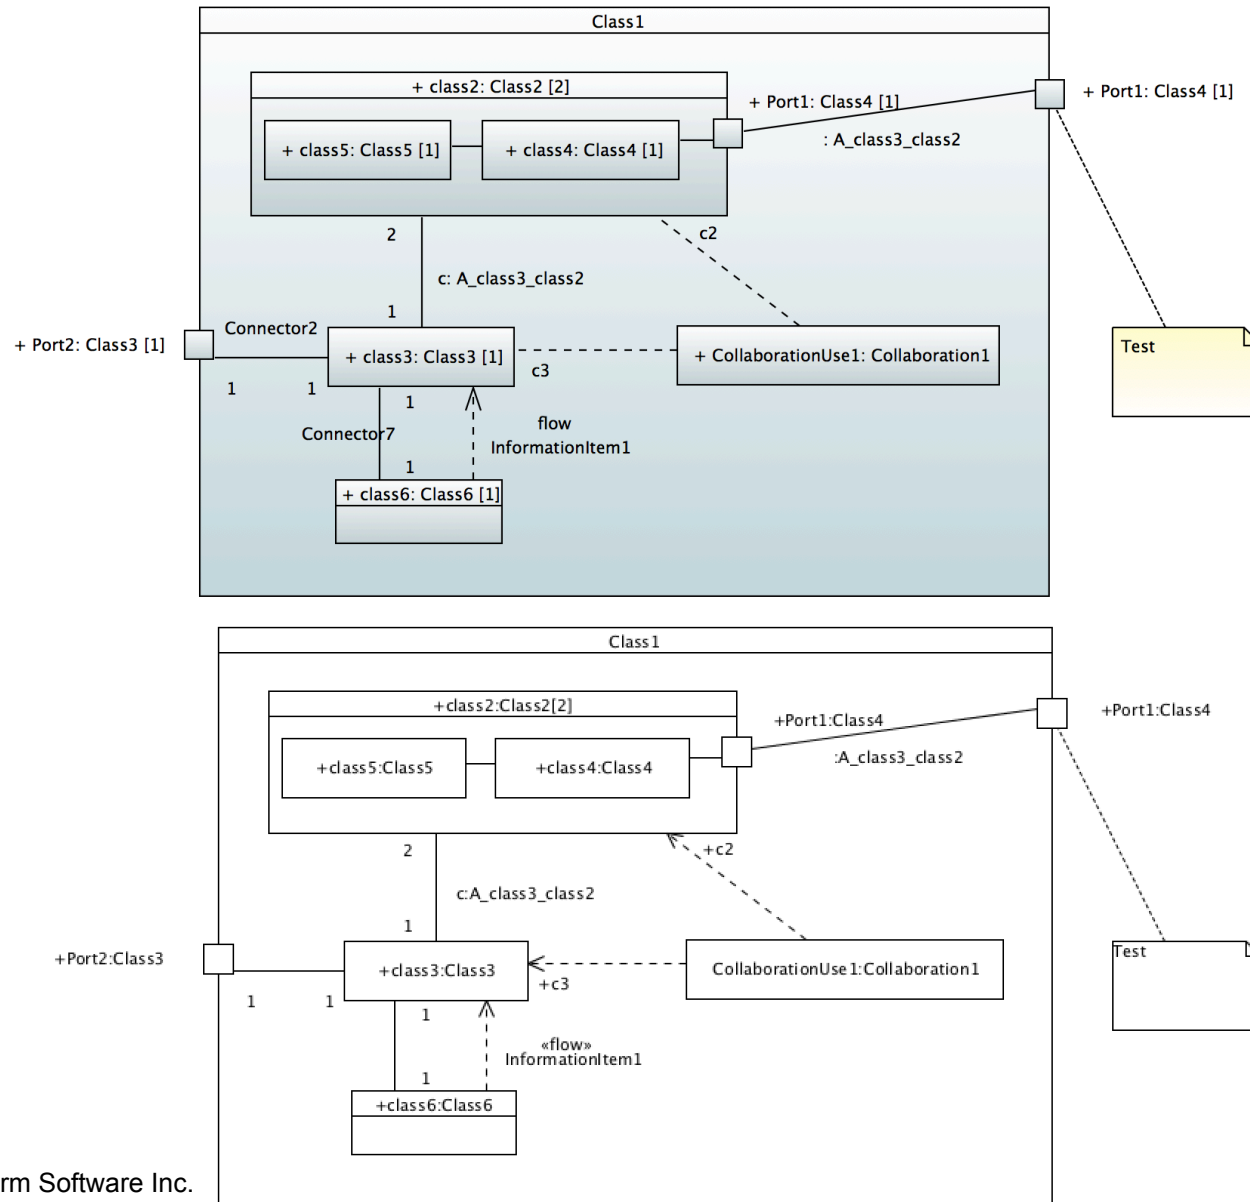 Class1
+ class2: Class2 [2]
+ Port1: Class4 [1]
+ Port1: Class4 [1]
+ class5: Class5 [1]
+ class4: Class4 [1]
: A_class3_class2
2
c2
c: A_class3_class2
1
Connector2
+ Port2: Class3 [1]
+ class3: Class3 [1]
+ CollaborationUse1: Collaboration1
Test
c3
1
1
1
flow
InformationItem1
Connector7
1
+ class6: Class6 [1]
Class1
+class2:Class2[2]
+Port1:Class4
+Port1:Class4
+class5:Class5
+class4:Class4
:A_class3_class2
2
+c2
c:A_class3_class2
1
+Port2:Class3
+class3:Class3
CollaborationUse1:Collaboration1
Test
+c3
1
1
1
«flow»
InformationItem1
1
+class6:Class6
rm Software Inc.